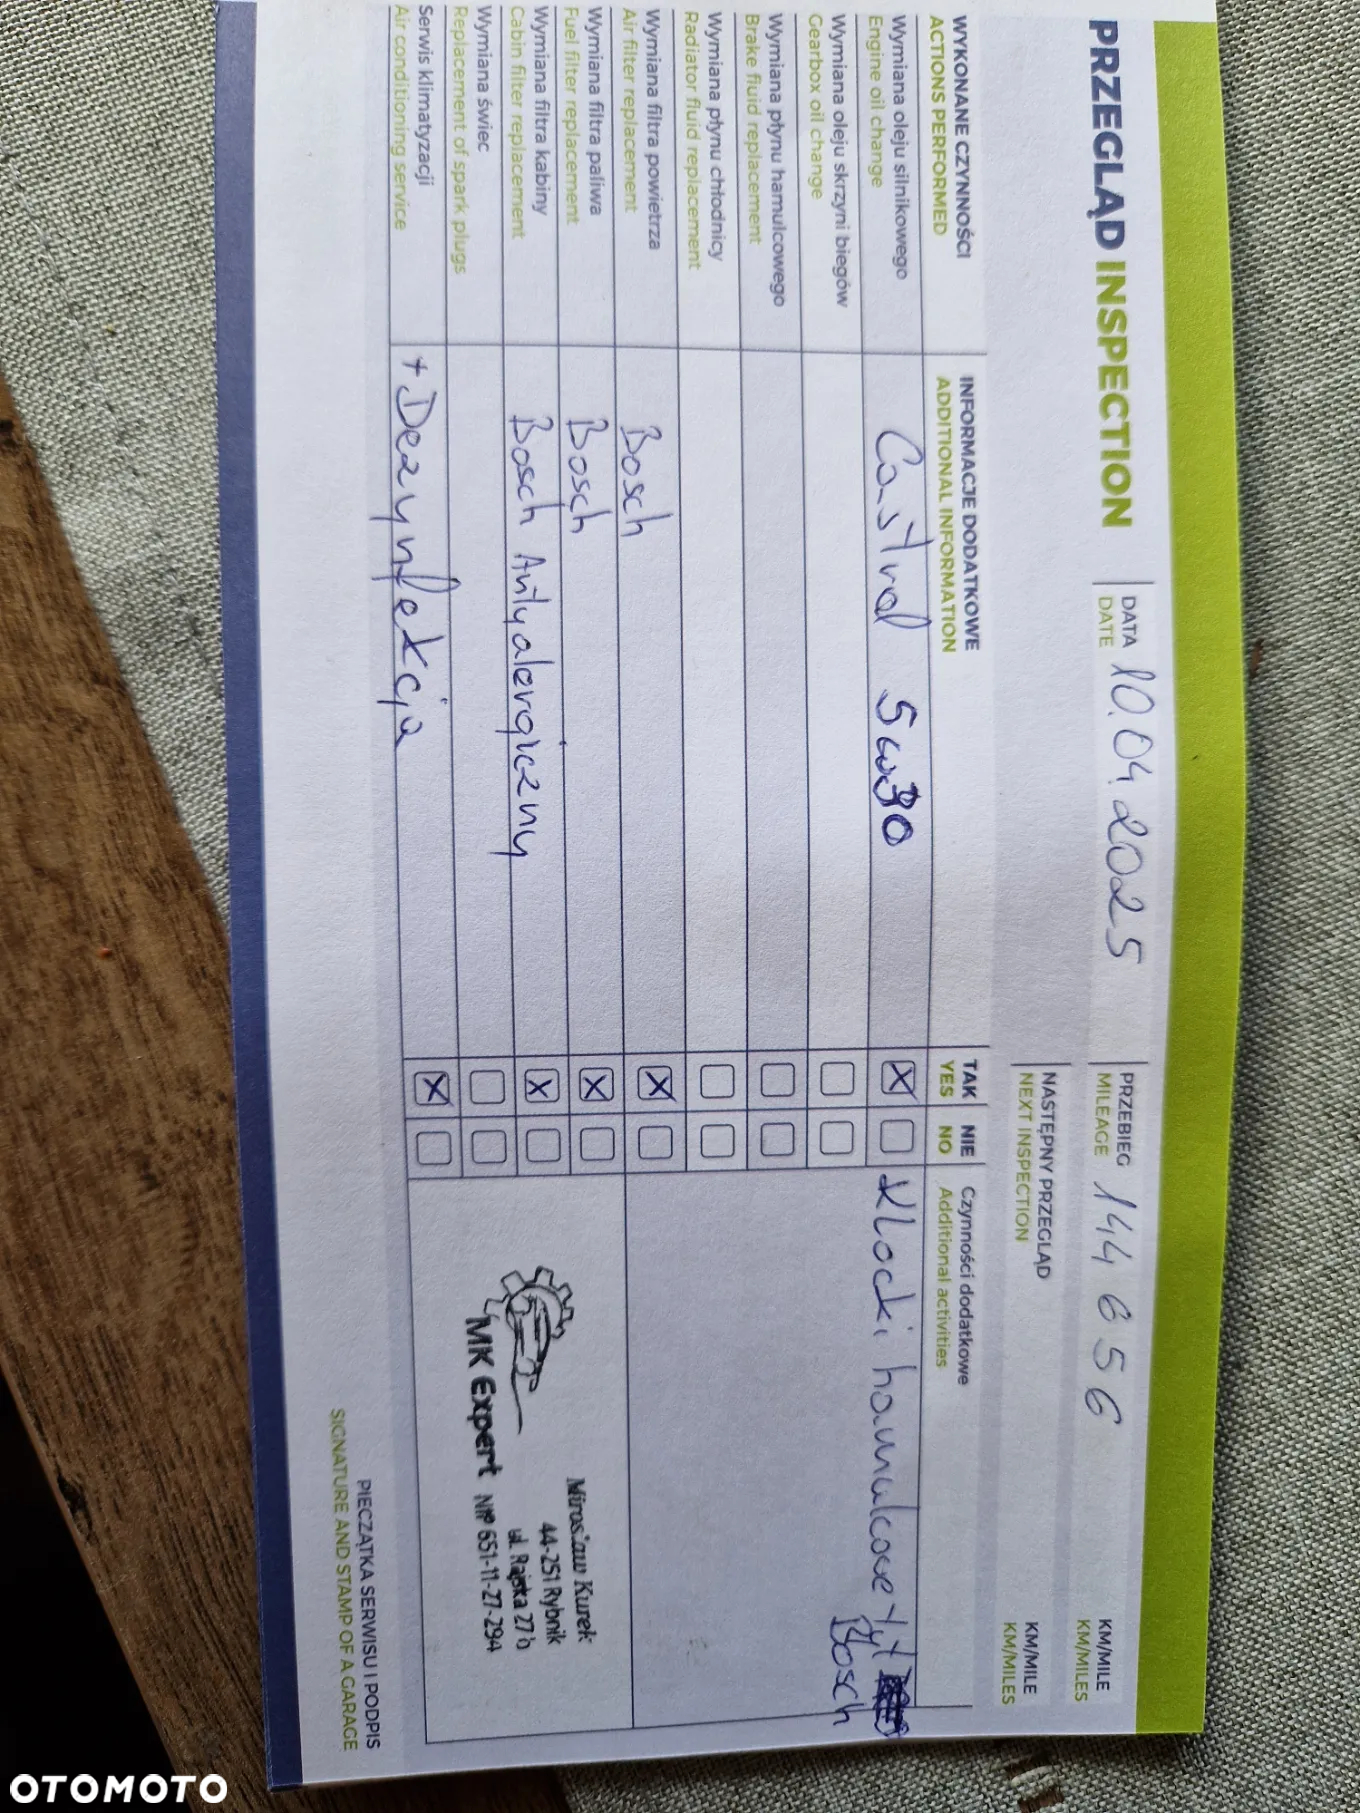 PRZEGLĄD INSPECTION
DATA
DATE
10.04.2025
PRZEBIEG
MILEAGE
144 656
KM/MILE
KM/MILES
NASTĘPNY PRZEGLĄD
NEXT INSPECTION
KM/MILE
KM/MILES
WYKONANE CZYNNOŚCI
ACTIONS PERFORMED
INFORMACJE DODATKOWE
ADDITIONAL INFORMATION
TAK
YES
NIE
NO
Czynności dodatkowe
Additional activities
Wymiana oleju silnikowego
Engine oil change
Castrol 5w30
X
Klocki hamulcowe tył
Bosch
Wymiana oleju skrzyni biegów
Gearbox oil change
Wymiana płynu hamulcowego
Brake fluid replacement
Wymiana płynu chłodnicy
Radiator fluid replacement
Wymiana filtra powietrza
Air filter replacement
Bosch
X
Wymiana filtra paliwa
Fuel filter replacement
Bosch
X
Wymiana filtra kabiny
Cabin filter replacement
Bosch Antyalergiczny
X
Wymiana świec
Replacement of spark plugs
Serwis klimatyzacji
Air conditioning service
+ Dezynfekcja
X
Mirosław Kurek
44-251 Rybnik
ul. Rajska 27b
MK Expert NIP 651-11-27-294
PIECZĄTKA SERWISU I PODPIS
SIGNATURE AND STAMP OF A GARAGE
OTOMOTO